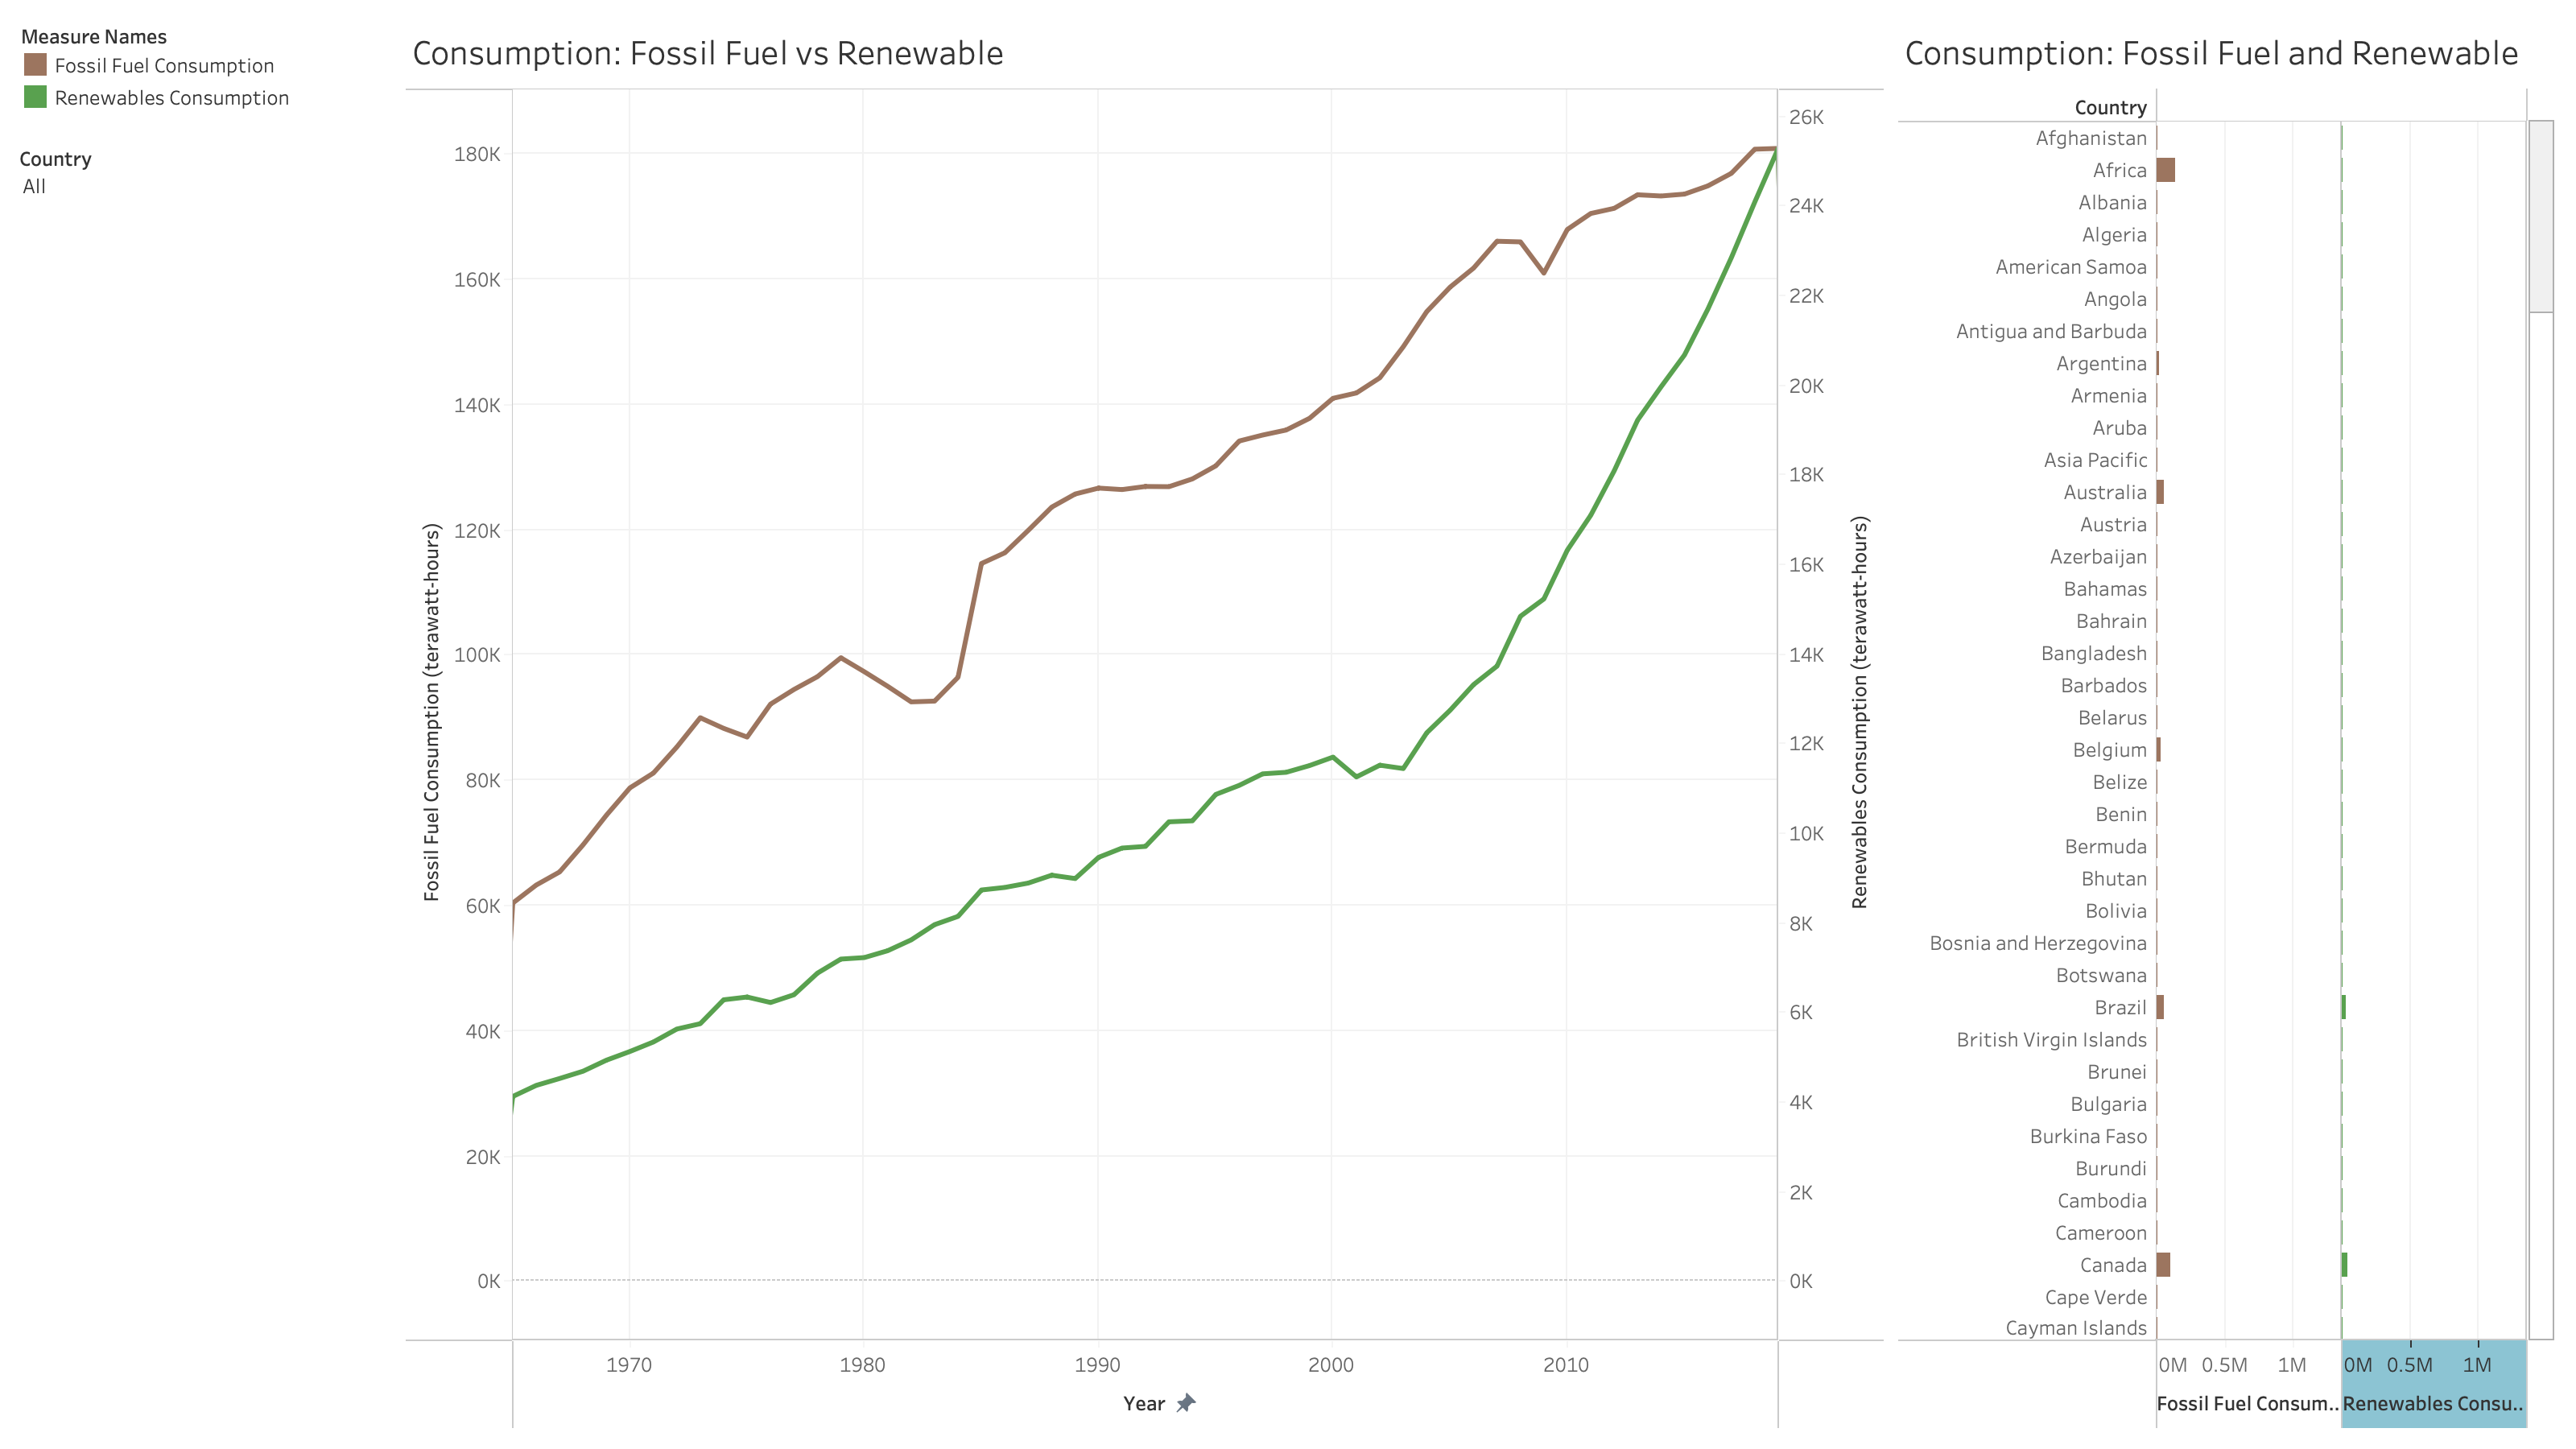 Measure Names
Fossil Fuel Consumption
Renewables Consumption
Country
All
Consumption: Fossil Fuel vs Renewable
180K
160K
140K
120K
100K
80K
60K
40K
20K
0K
Fossil Fuel Consumption (terawatt-hours)
26K
24K
22K
20K
18K
16K
14K
12K
10K
8K
6K
4K
2K
0K
Renewables Consumption (terawatt-hours)
1970 1980 1990 2000 2010
Year
Consumption: Fossil Fuel and Renewable
Country
Afghanistan
Africa
Albania
Algeria
American Samoa
Angola
Antigua and Barbuda
Argentina
Armenia
Aruba
Asia Pacific
Australia
Austria
Azerbaijan
Bahamas
Bahrain
Bangladesh
Barbados
Belarus
Belgium
Belize
Benin
Bermuda
Bhutan
Bolivia
Bosnia and Herzegovina
Botswana
Brazil
British Virgin Islands
Brunei
Bulgaria
Burkina Faso
Burundi
Cambodia
Cameroon
Canada
Cape Verde
Cayman Islands
0M 0.5M 1M 0M 0.5M 1M
Fossil Fuel Consum.. Renewables Consu..